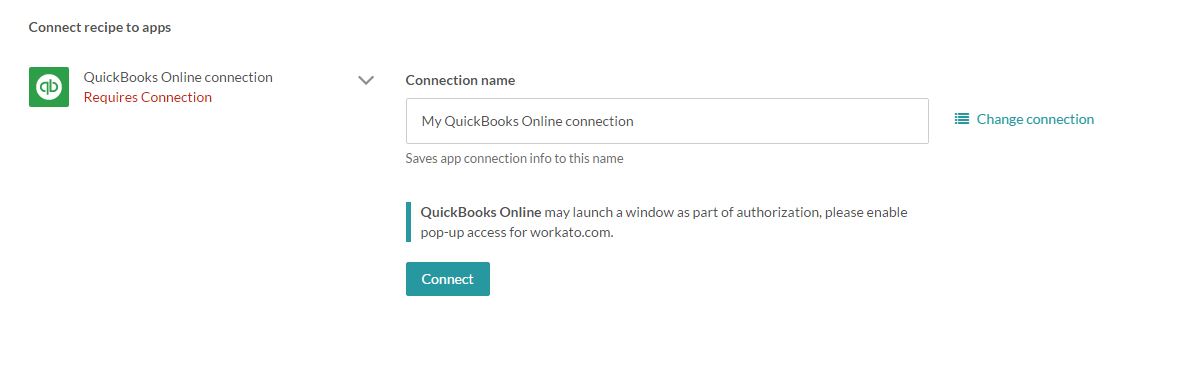 Connect recipe to apps
QuickBooks Online connection
Requires Connection
Connection name
My QuickBooks Online connection
Change connection
Saves app connection info to this name
QuickBooks Online may launch a window as part of authorization, please enable
pop-up access for workato.com.
Connect